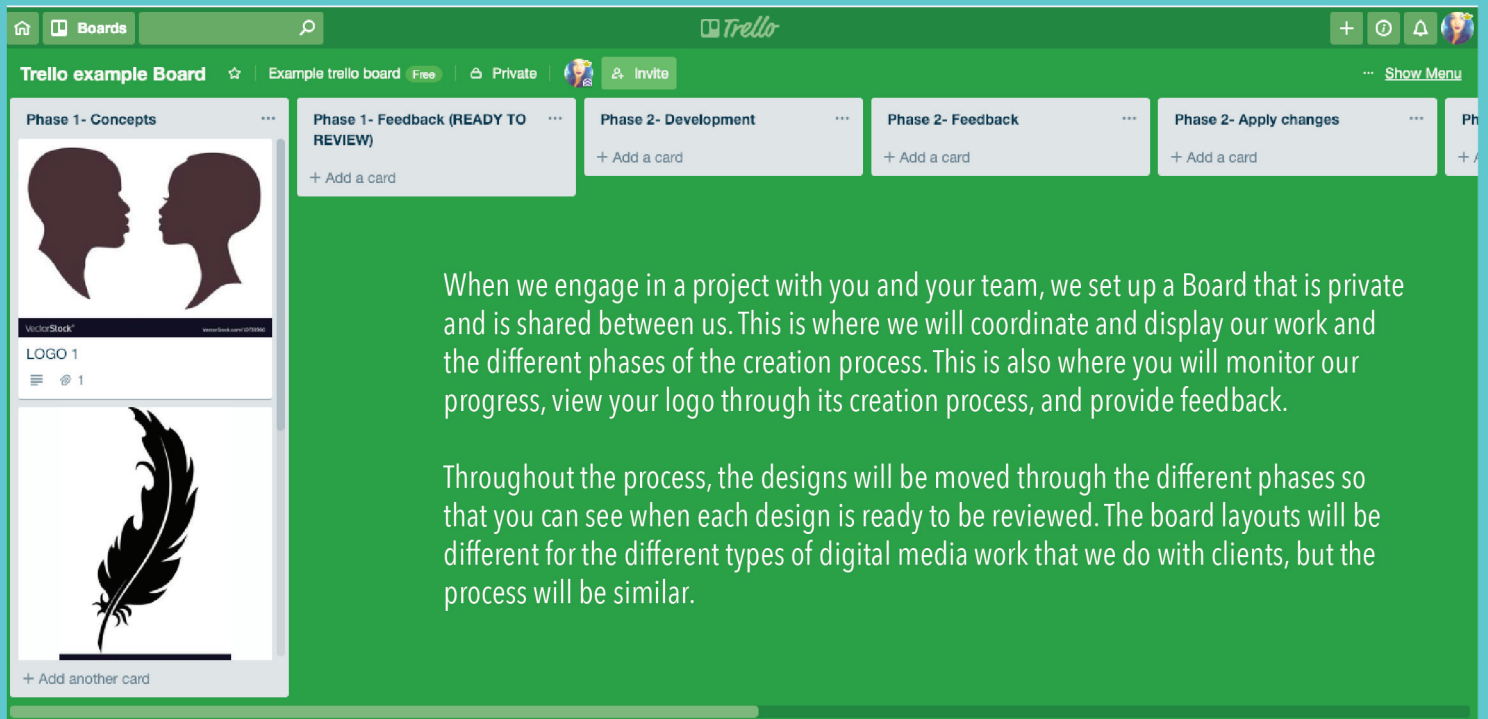 Boards
Trello
Trello example Board
Example trello board Free
Private
Invite
... Show Menu
Phase 1- Concepts
VectorStock®
LOGO 1
1
+ Add another card
Phase 1- Feedback (READY TO
REVIEW)
+ Add a card
Phase 2- Development
+ Add a card
Phase 2- Feedback
+ Add a card
Phase 2- Apply changes
+ Add a card
Ph
When we engage in a project with you and your team, we set up a Board that is private
and is shared between us. This is where we will coordinate and display our work and
the different phases of the creation process. This is also where you will monitor our
progress, view your logo through its creation process, and provide feedback.
Throughout the process, the designs will be moved through the different phases so
that you can see when each design is ready to be reviewed. The board layouts will be
different for the different types of digital media work that we do with clients, but the
process will be similar.